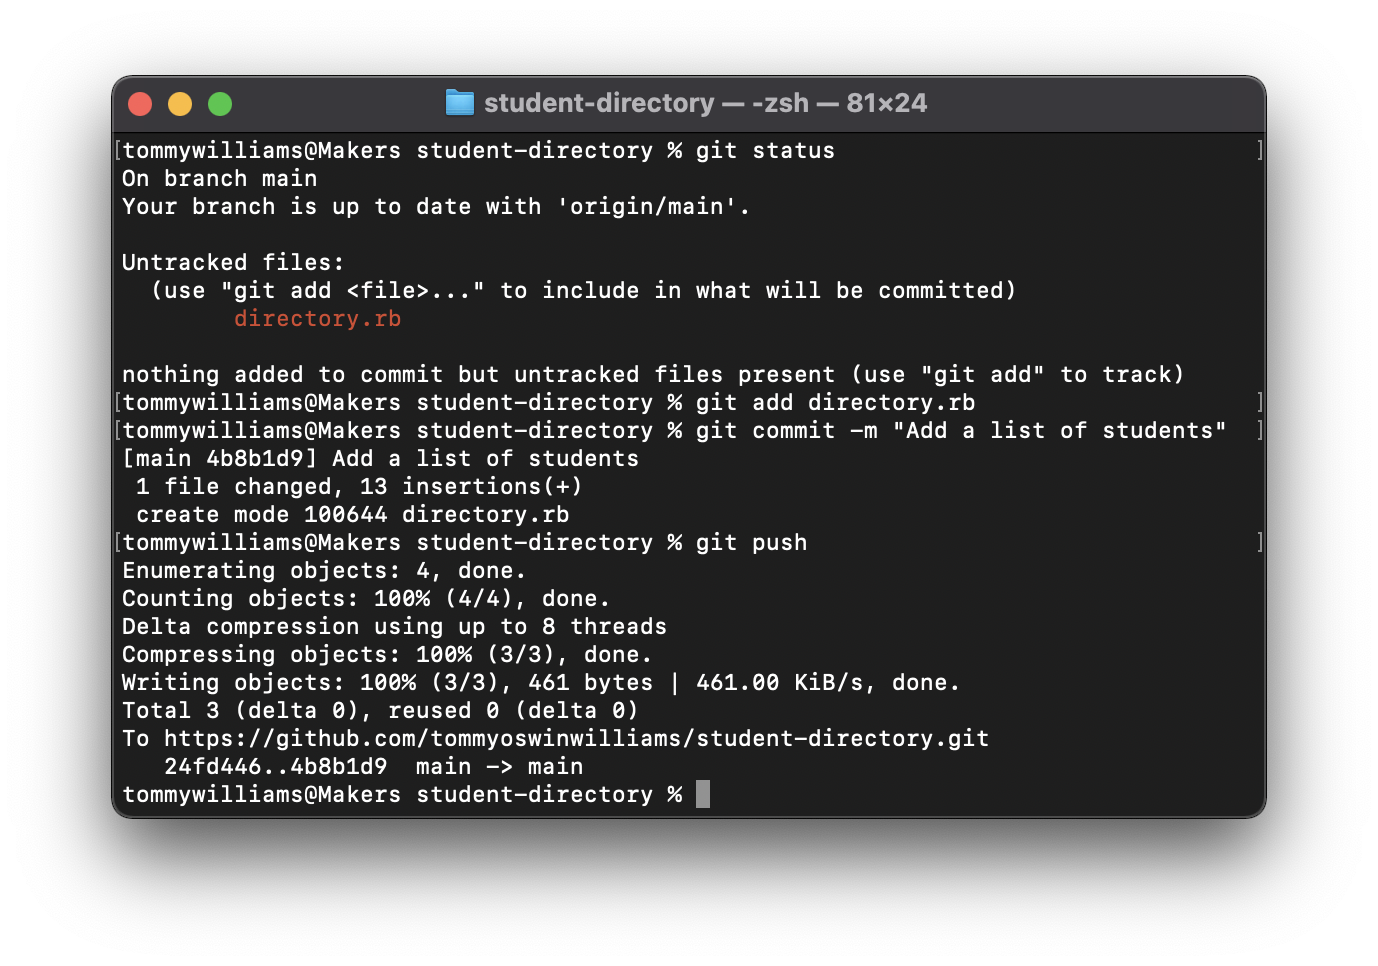 student-directory — -zsh — 81×24
[tommywilliams@Makers student-directory % git status ]
On branch main
Your branch is up to date with 'origin/main'.
Untracked files:
  (use "git add <file>..." to include in what will be committed)
        directory.rb
nothing added to commit but untracked files present (use "git add" to track)
[tommywilliams@Makers student-directory % git add directory.rb ]
[tommywilliams@Makers student-directory % git commit -m "Add a list of students" ]
[main 4b8b1d9] Add a list of students
 1 file changed, 13 insertions(+)
 create mode 100644 directory.rb
[tommywilliams@Makers student-directory % git push ]
Enumerating objects: 4, done.
Counting objects: 100% (4/4), done.
Delta compression using up to 8 threads
Compressing objects: 100% (3/3), done.
Writing objects: 100% (3/3), 461 bytes | 461.00 KiB/s, done.
Total 3 (delta 0), reused 0 (delta 0)
To https://github.com/tommyoswinwilliams/student-directory.git
   24fd446..4b8b1d9  main -> main
tommywilliams@Makers student-directory %